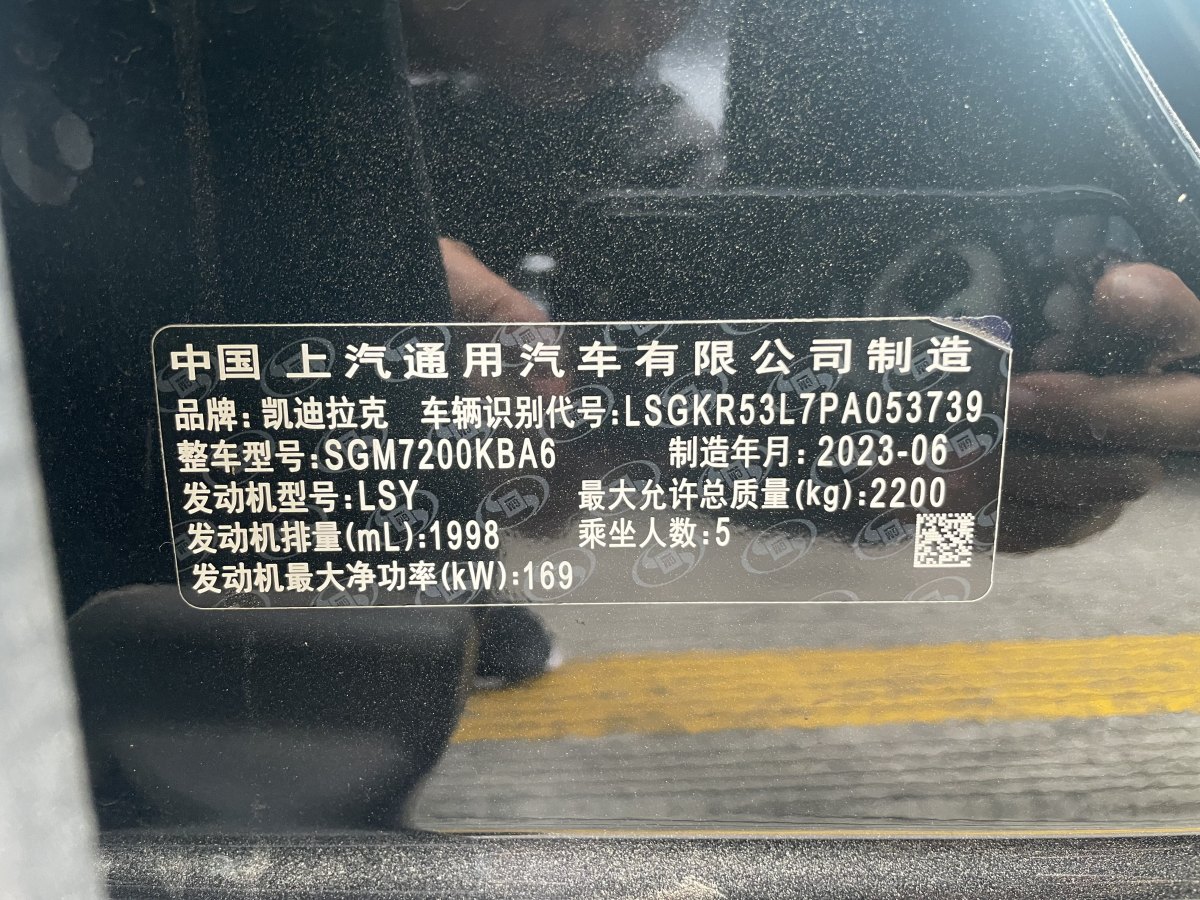 中国 上汽通用汽车有限公司制造
品牌:凯迪拉克 车辆识别代号:LSGKR53L7PA053739
整车型号:SGM7200KBA6 制造年月:2023-06
发动机型号:LSY 最大允许总质量(kg):2200
发动机排量(mL):1998 乘坐人数:5
发动机最大净功率(kW):169